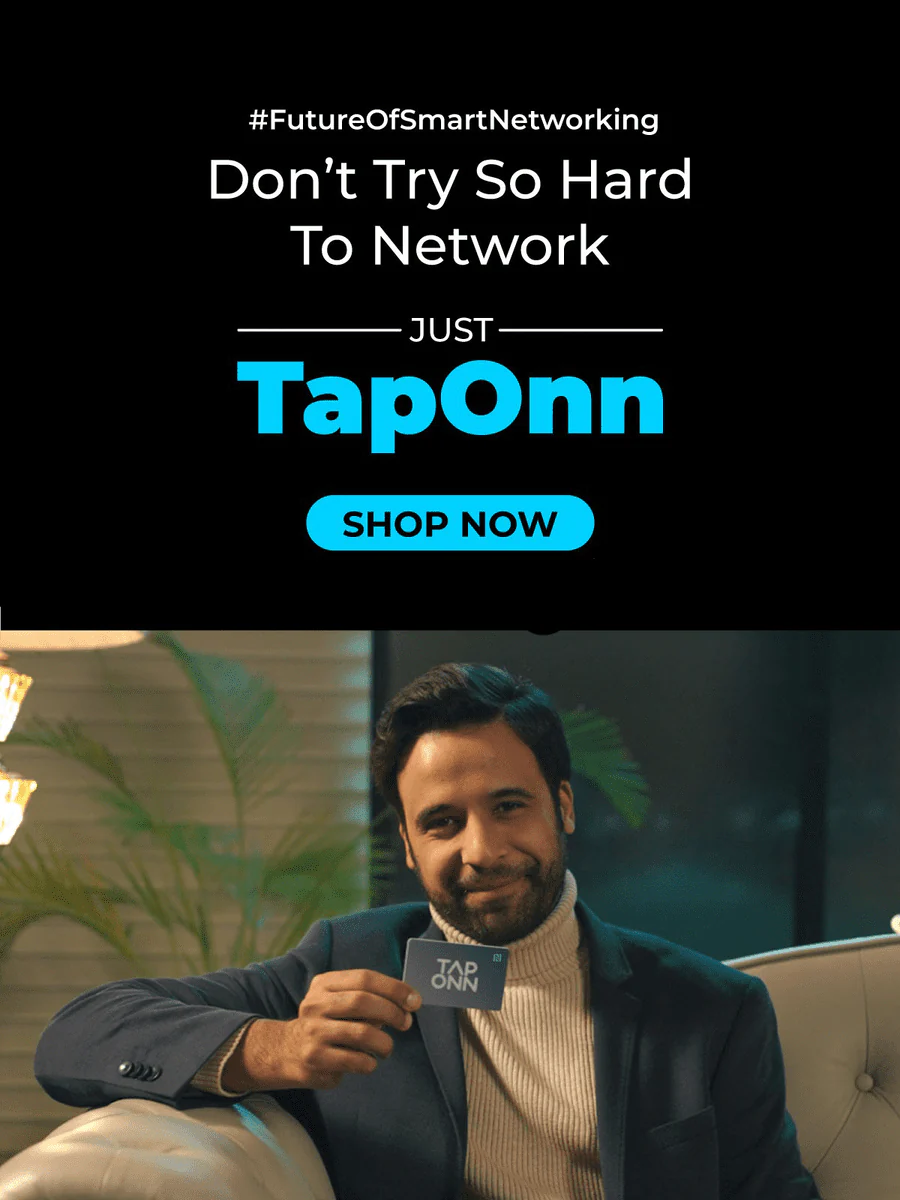 #FutureOfSmartNetworking
Don’t Try So Hard
To Network
JUST
TapOnn
SHOP NOW
TAP
ONN